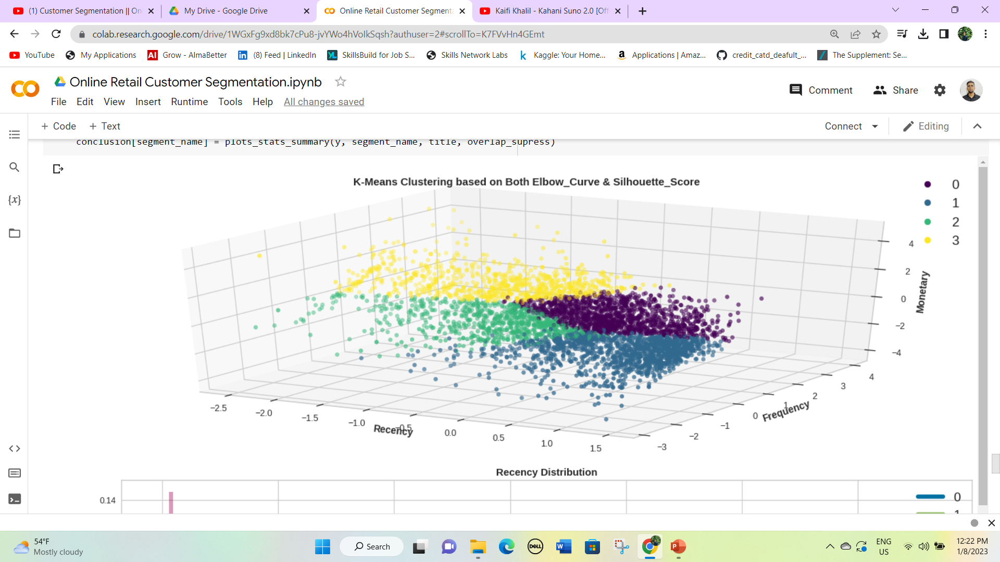 (1) Customer Segmentation || On
My Drive - Google Drive
Online Retail Customer Segmenta
Kaifi Khalil - Kahani Suno 2.0 [Off
colab.research.google.com/drive/1WGxFg9xd8bk7cPu8-jvYWo4hVoIkSqsh?authuser=2#scrollTo=K7FVvHn4GEmt
YouTube
My Applications
AI Grow - AlmaBetter
in (8) Feed | LinkedIn
SkillsBuild for Job S...
Skills Network Labs
k Kaggle: Your Home...
a Applications | Amaz...
credit_catd_deafult_...
The Supplement: Se...
Online Retail Customer Segmentation.ipynb
Comment
Share
File Edit View Insert Runtime Tools Help All changes saved
+ Code + Text
Connect
Editing
conclusion[segment_name] = plots_stats_summary(y, segment_name, title, overlap_supress)
{x}
K-Means Clustering based on Both Elbow_Curve & Silhouette_Score
0
1
2
3
4
2
0
−2
−4
Monetary
−2.5
−2.0
−1.5
−1.0
−0.5
0.0
0.5
1.0
1.5
Recency
−3
−2
−1
0
1
2
3
4
Frequency
Recency Distribution
0.14
0
1
54°F
Mostly cloudy
Search
DELL
W
P
ENG
US
12:22 PM
1/8/2023